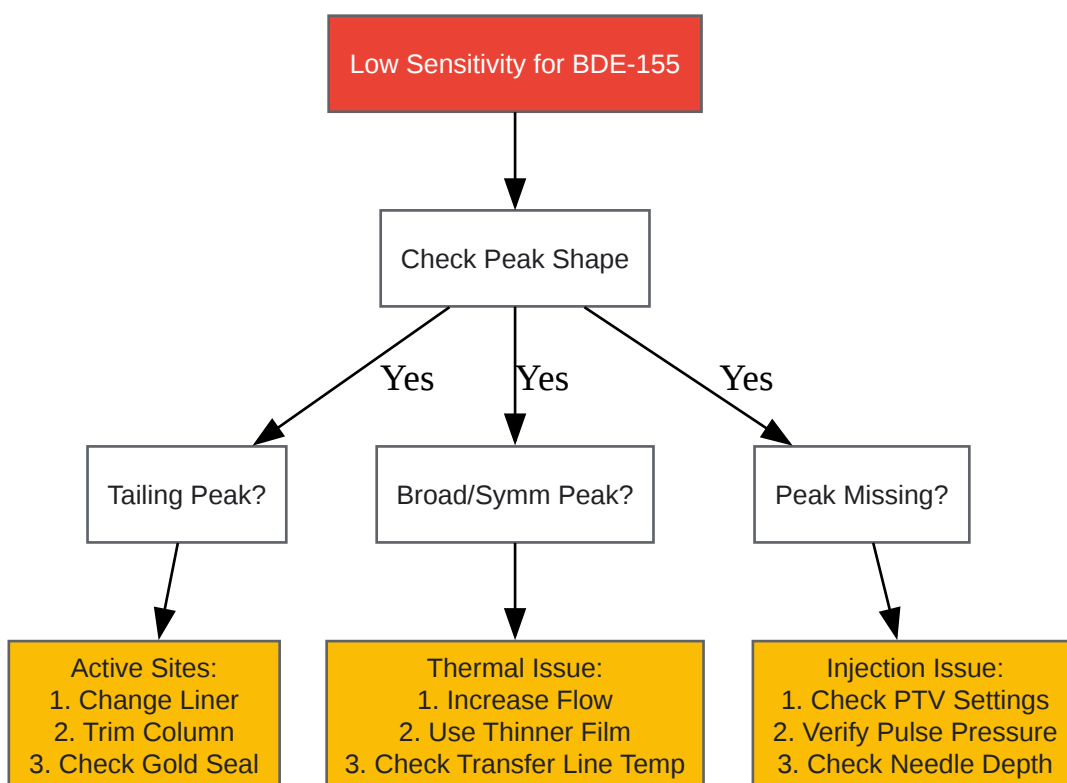 Low Sensitivity for BDE-155
Check Peak Shape
Yes
Yes
Yes
Tailing Peak?
Broad/Symm Peak?
Peak Missing?
Active Sites:
1. Change Liner
2. Trim Column
3. Check Gold Seal
Thermal Issue:
1. Increase Flow
2. Use Thinner Film
3. Check Transfer Line Temp
Injection Issue:
1. Check PTV Settings
2. Verify Pulse Pressure
3. Check Needle Depth